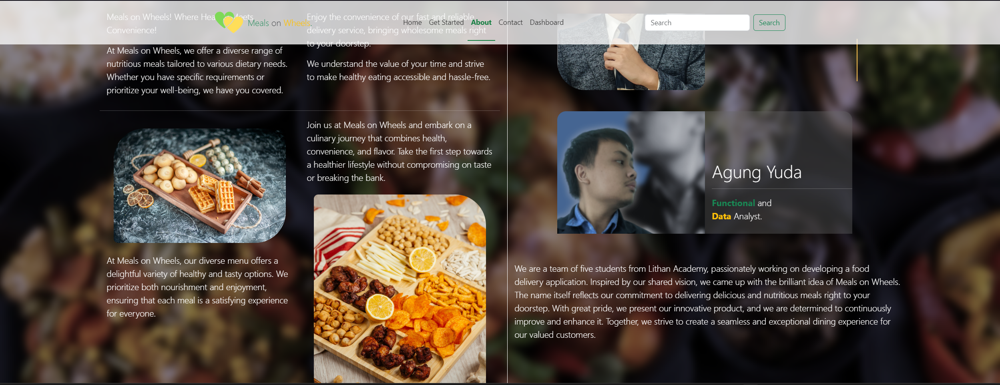 Meals on Wheels.
Home
Get Started
About
Contact
Dashboard
Search
Search
Meals on Wheels! Where Hea Meets
Convenience!
At Meals on Wheels, we offer a diverse range of
nutritious meals tailored to various dietary needs.
Whether you have specific requirements or
prioritize your well-being, we have you covered.
Enjoy the convenience of our fast and reliable
delivery service, bringing wholesome meals right
to your doorstep.
We understand the value of your time and strive
to make healthy eating accessible and hassle-free.
At Meals on Wheels, our diverse menu offers a
delightful variety of healthy and tasty options. We
prioritize both nourishment and enjoyment,
ensuring that each meal is a satisfying experience
for everyone.
Join us at Meals on Wheels and embark on a
culinary journey that combines health,
convenience, and flavor. Take the first step towards
a healthier lifestyle without compromising on taste
or breaking the bank.
Agung Yuda
Functional and
Data Analyst.
We are a team of five students from Lithan Academy, passionately working on developing a food
delivery application. Inspired by our shared vision, we came up with the brilliant idea of Meals on Wheels.
The name itself reflects our commitment to delivering delicious and nutritious meals right to your
doorstep. With great pride, we present our innovative product, and we are determined to continuously
improve and enhance it. Together, we strive to create a seamless and exceptional dining experience for
our valued customers.